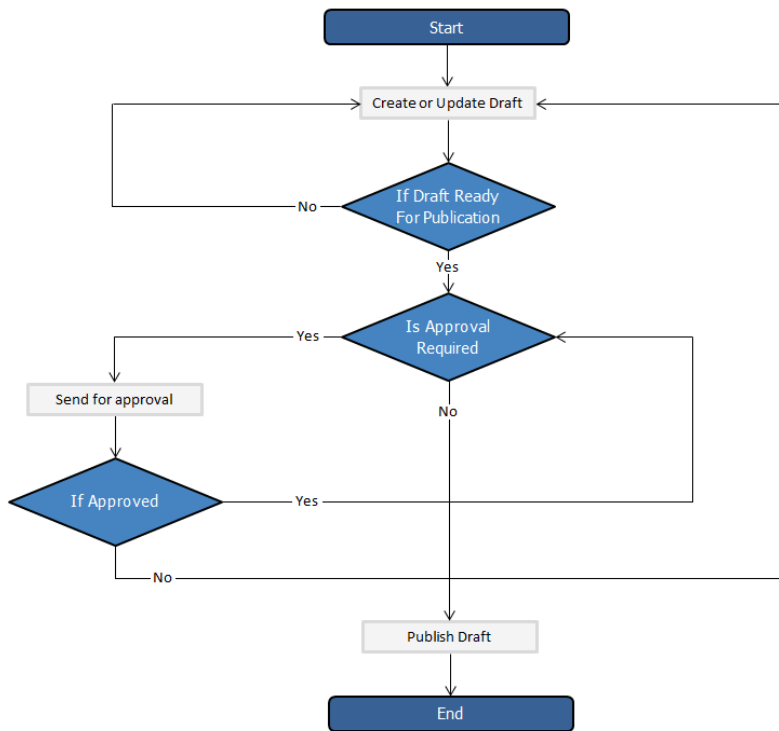 Start
Create or Update Draft
If Draft Ready
For Publication
No
Yes
Is Approval
Required
Yes
Send for approval
No
If Approved
Yes
No
Publish Draft
End